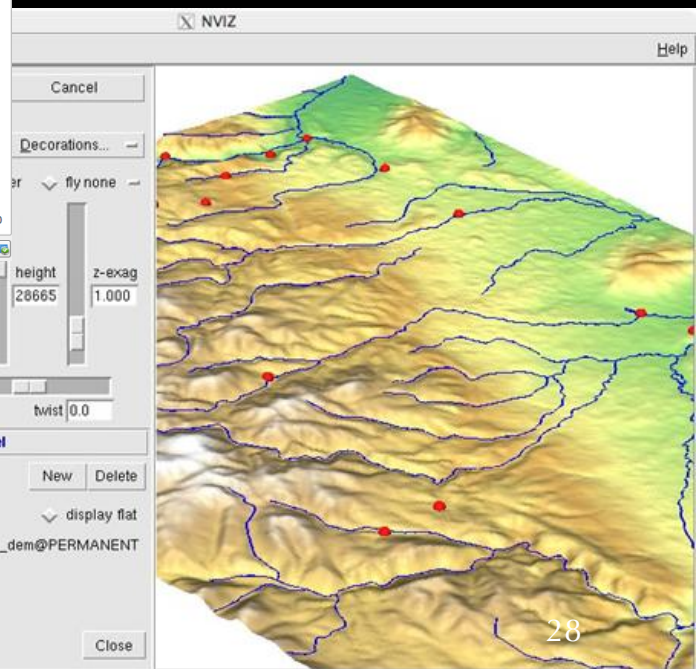 NVIZ
Help
Cancel
Decorations...
er fly none
height z-exag
28665 1.000
twist 0.0
el
New Delete
display flat
_dem@PERMANENT
Close
28